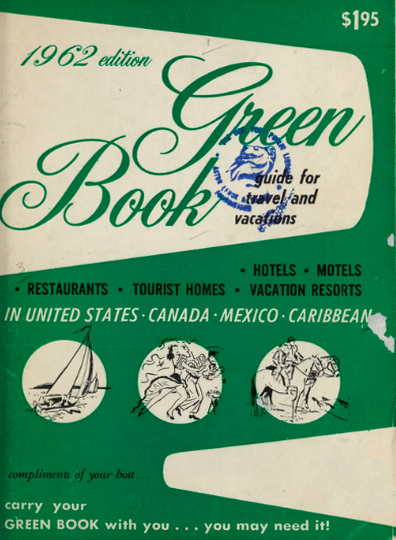 $1.95
1962 edition
Green
Book
guide for
travel and
vacations
• HOTELS • MOTELS
• RESTAURANTS • TOURIST HOMES • VACATION RESORTS
IN UNITED STATES · CANADA · MEXICO · CARIBBEAN
compliments of your host...
carry your
GREEN BOOK with you . . . you may need it!